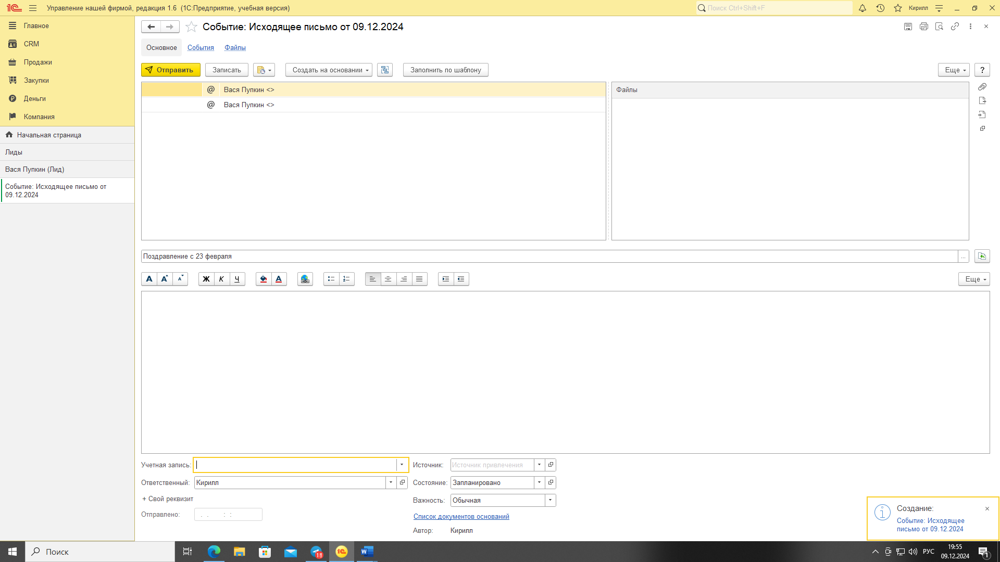 Управление нашей фирмой, редакция 1.6 (1С:Предприятие, учебная версия)
Поиск Ctrl+Shift+F
Кирилл
Главное
CRM
Продажи
Закупки
Деньги
Компания
Начальная страница
Лиды
Вася Пупкин (Лид)
Событие: Исходящее письмо от
09.12.2024
Событие: Исходящее письмо от 09.12.2024
Основное
События
Файлы
Отправить
Записать
Создать на основании
Заполнить по шаблону
Еще
?
@ Вася Пупкин <>
@ Вася Пупкин <>
Файлы
Поздравление с 23 февраля
...
А А А
Ж К Ч
А
Еще
Учетная запись:
Источник: Источник привлечения
Ответственный: Кирилл
Состояние: Запланировано
+ Свой реквизит
Важность: Обычная
Отправлено: . . : :
Список документов оснований
Автор: Кирилл
Создание:
Событие: Исходящее
письмо от 09.12.2024
Поиск
18
1С
W
РУС
19:55
09.12.2024
1